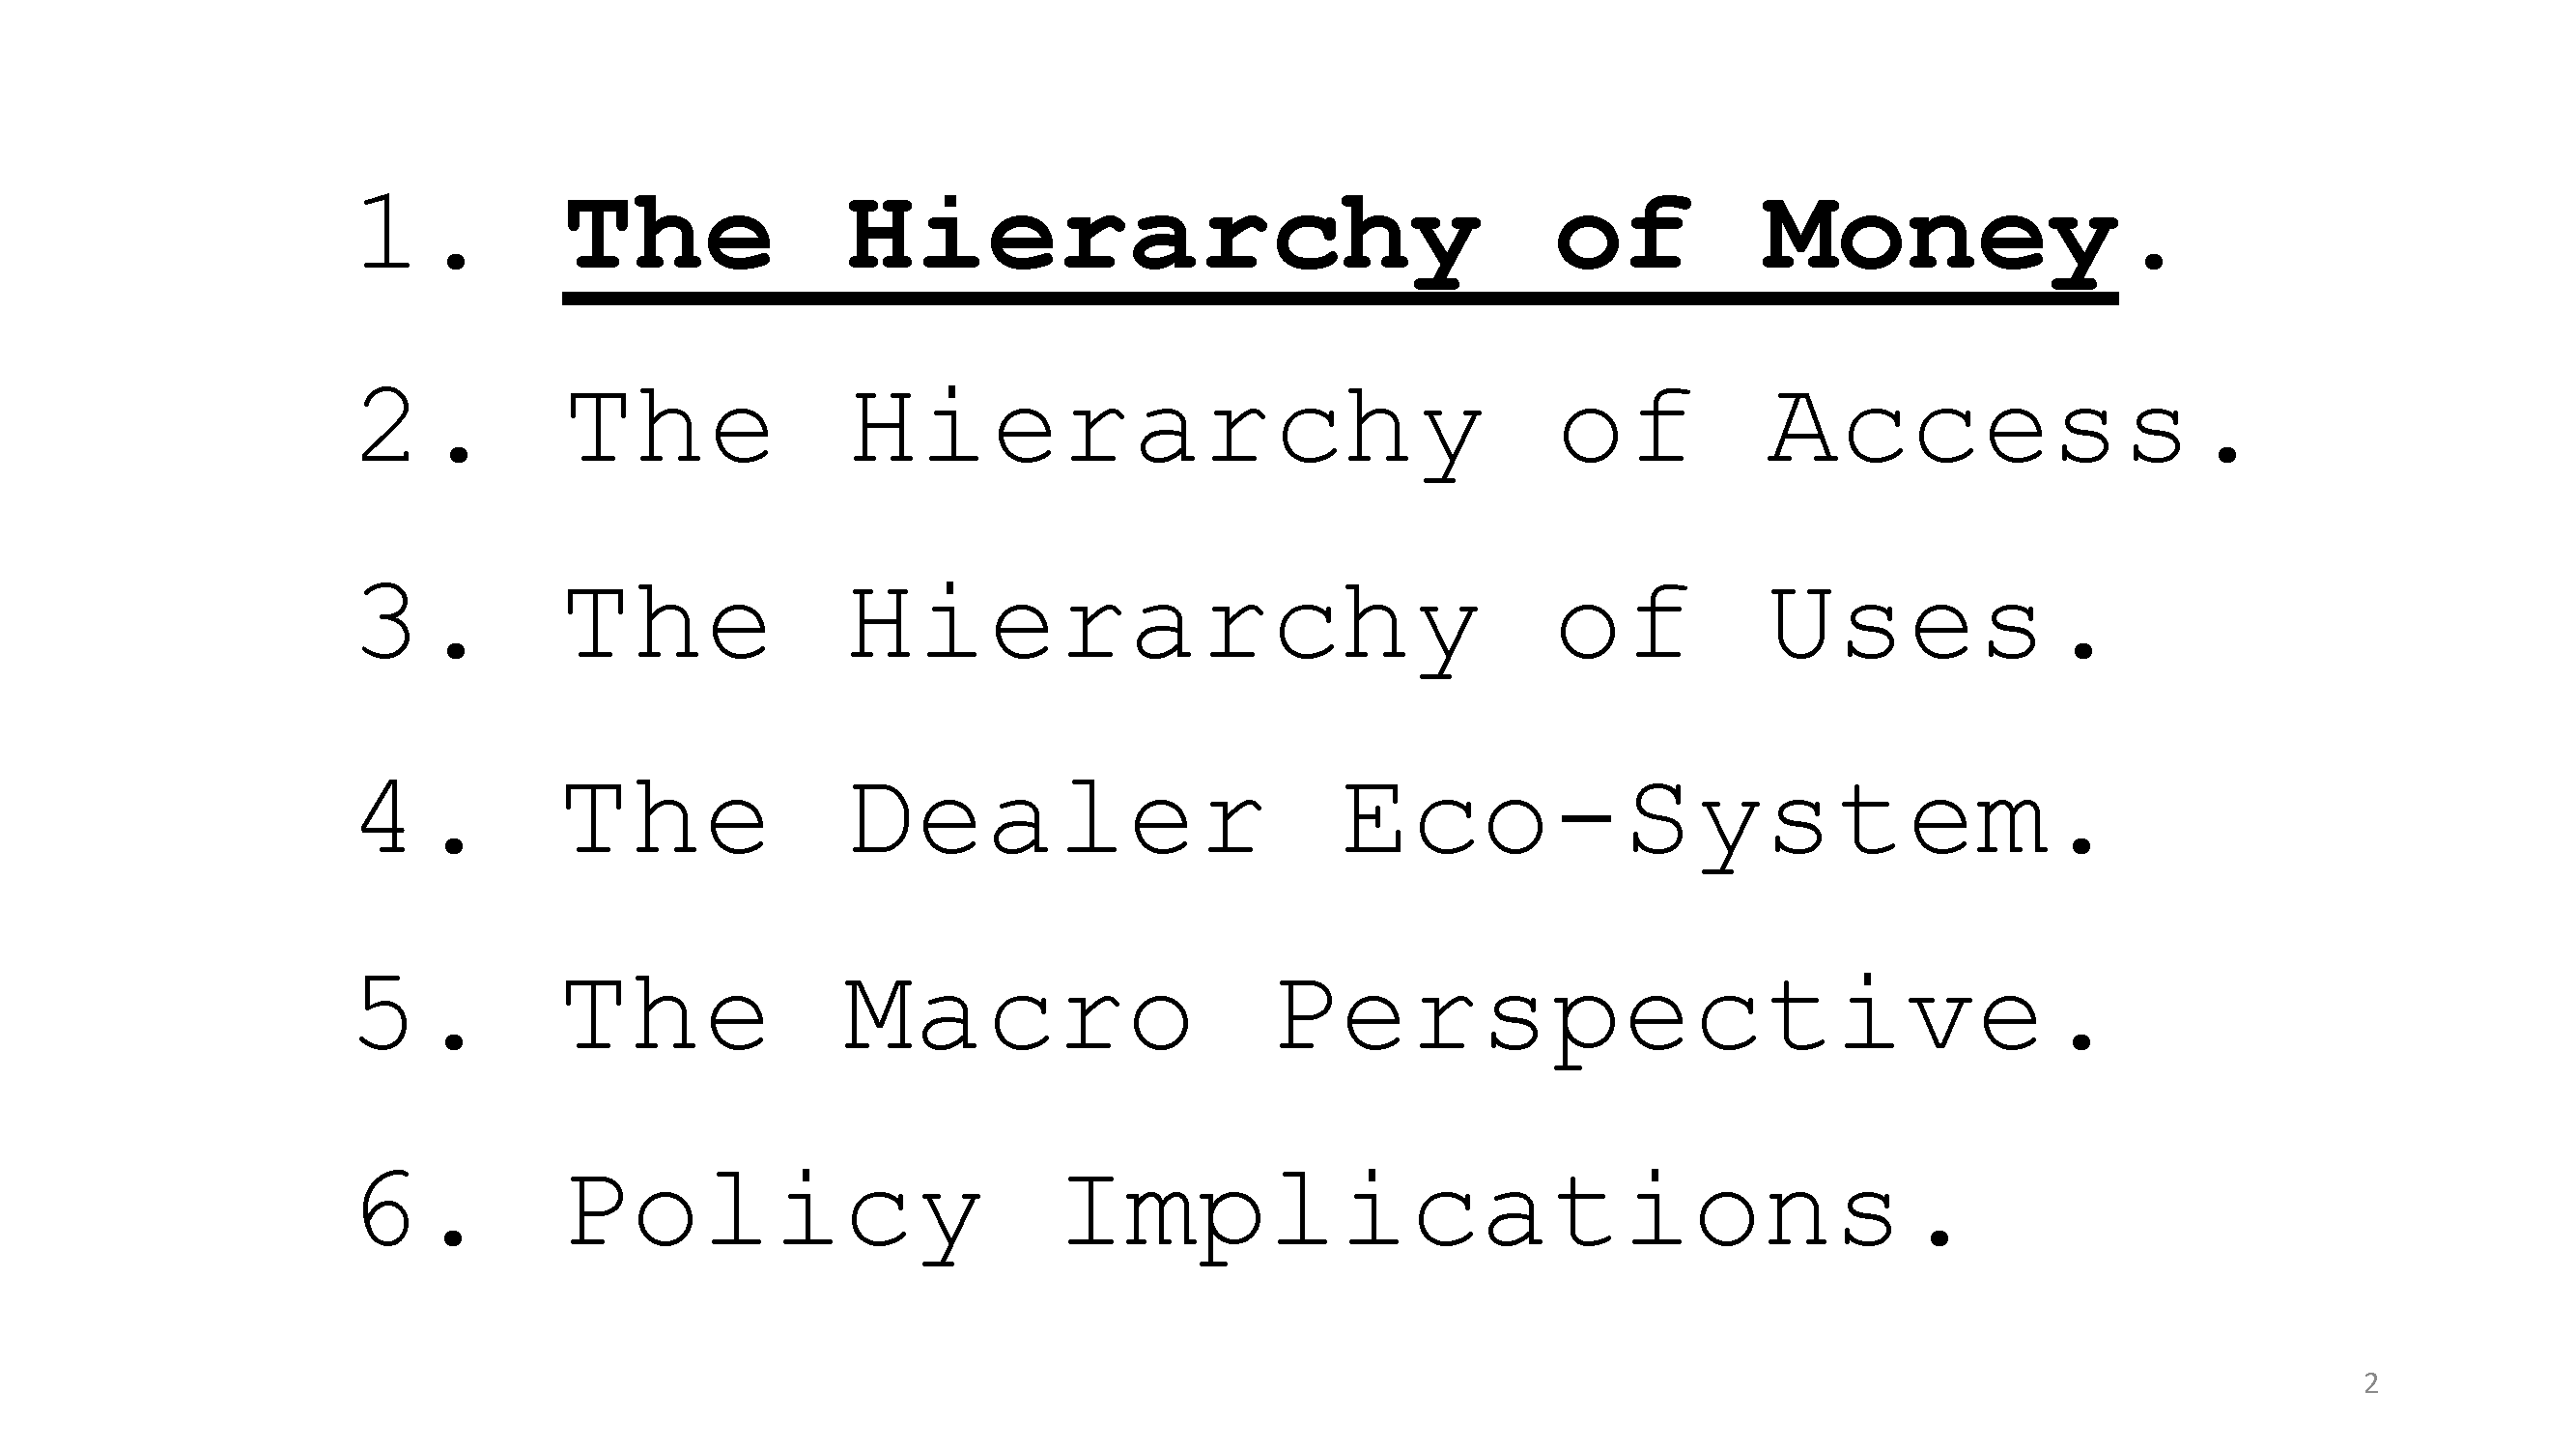 1. The Hierarchy of Money.
2. The Hierarchy of Access.
3. The Hierarchy of Uses.
4. The Dealer Eco-System.
5. The Macro Perspective.
6. Policy Implications.
2